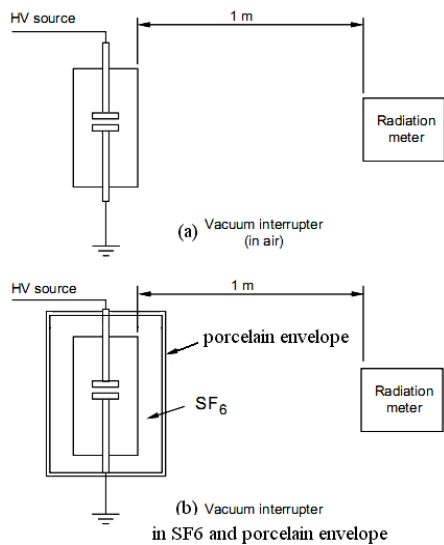 HV source
1 m
Radiation
meter
(a) Vacuum interrupter
(in air)
HV source
1 m
porcelain envelope
SF6
Radiation
meter
(b) Vacuum interrupter
in SF6 and porcelain envelope